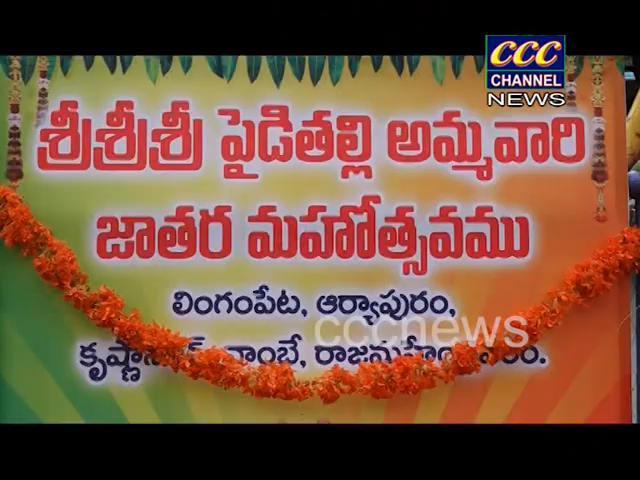 CCC
CHANNEL
NEWS
శ్రీశ్రీశ్రీ పైడితల్లి అమ్మవారి
జాతర మహోత్సవము
లింగంపేట, ఆర్యాపురం,
cccnews